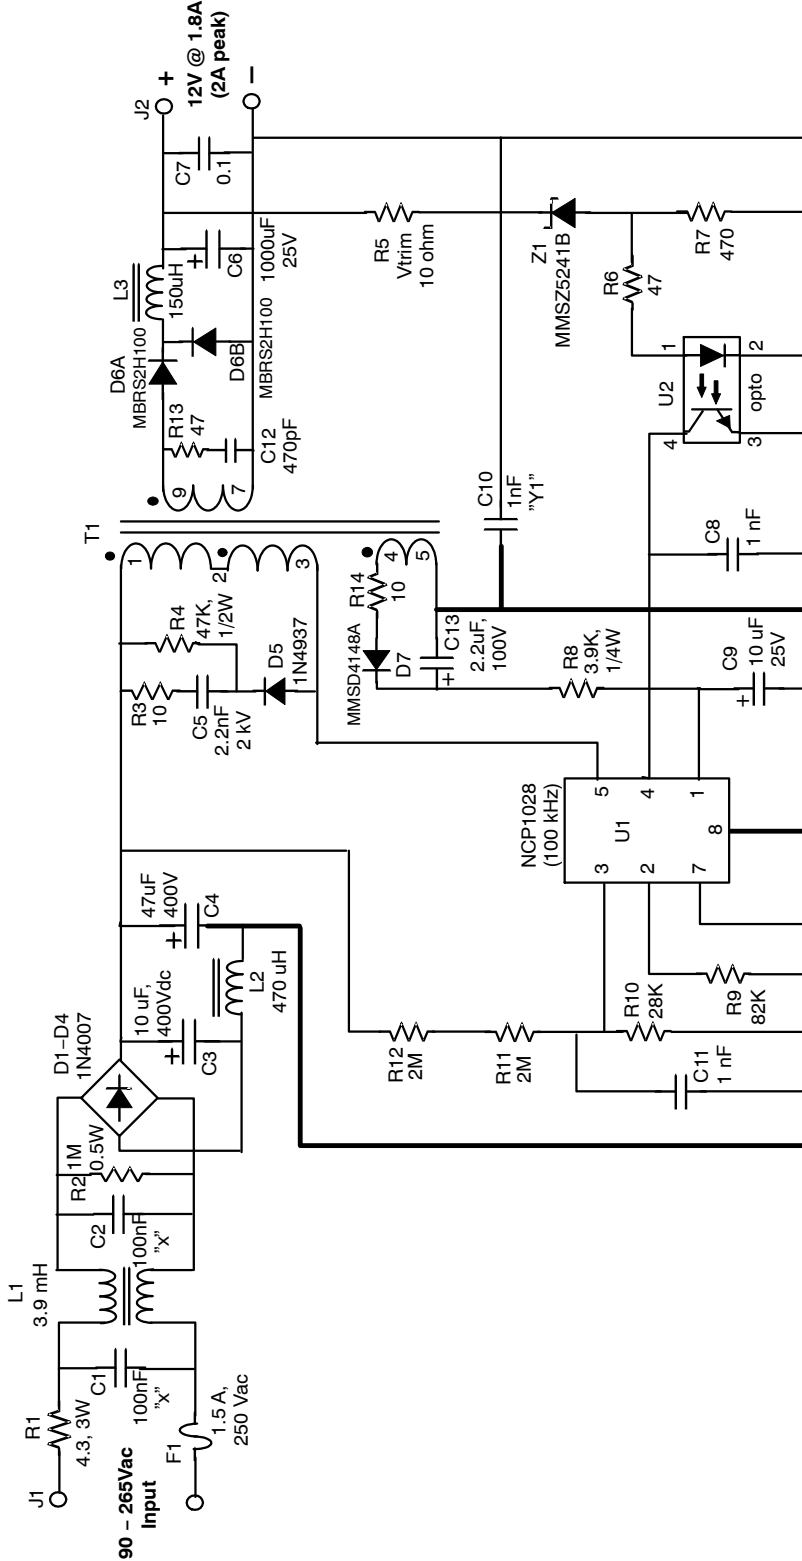 J1
90 – 265Vac
Input
R1
4.3, 3W
F1
1.5 A,
250 Vac
C1
100nF
"x"
L1
3.9 mH
C2
100nF
"x"
R2
1M
0.5W
D1–D4
1N4007
C3
10 uF,
400Vdc
+
L2
470 uH
47uF
400V
C4
+
R3
10
C5
2.2nF
2 kV
R4
47K,
1/2W
D5
1N4937
T1
1
2
3
4
5
9
7
R13
47
C12
470pF
D6A
MBRS2H100
D6B
MBRS2H100
L3
150uH
C6
1000uF
25V
+
C7
0.1
J2
+
12V @ 1.8A
(2A peak)
–
R14
10
MMSD4148A
D7
C13
2.2uF,
100V
+
R8
3.9K,
1/4W
C10
1nF
"Y1"
R5
Vtrim
10 ohm
Z1
MMSZ5241B
R6
47
R7
470
U2
opto
1
2
3
4
C8
1 nF
C9
10 uF
25V
+
NCP1028
(100 kHz)
U1
3
2
7
5
4
1
8
R12
2M
R11
2M
R10
28K
R9
82K
C11
1 nF